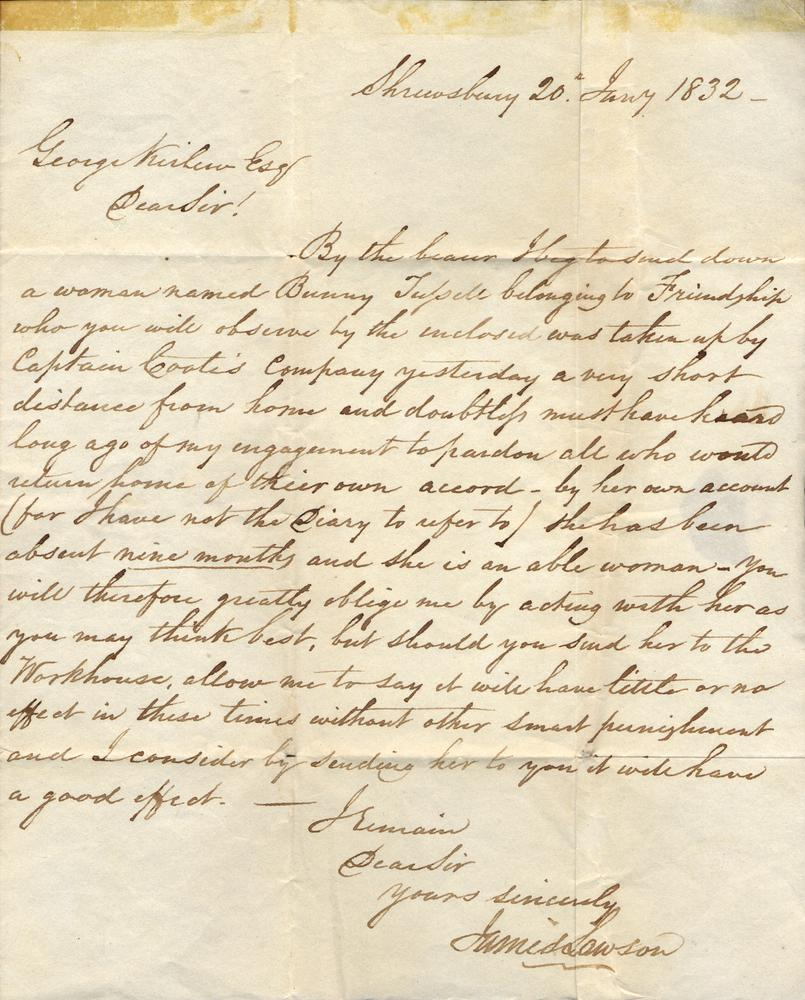 Shrewsbury 20th Jany 1832 –
George Esqr
Dear Sir!
By the bearer I beg to send down
a woman named Bunny belonging to Friendship
who you will observe by the enclosed was taken up by
Captain Coote's Company yesterday a very short
distance from home and doubtless must have heard
long ago of my engagement to pardon all who would
return home of their own accord – by her own account
(for I have not the Diary to refer to) she has been
absent nine months and she is an able woman – You
will therefore greatly oblige me by acting with her as
you may think best, but should you send her to the
Workhouse, allow me to say it will have little or no
effect in these times without other smart punishment
and I consider by sending her to you it will have
a good effect. —
I remain
Dear Sir
Yours sincerely
James Lawson